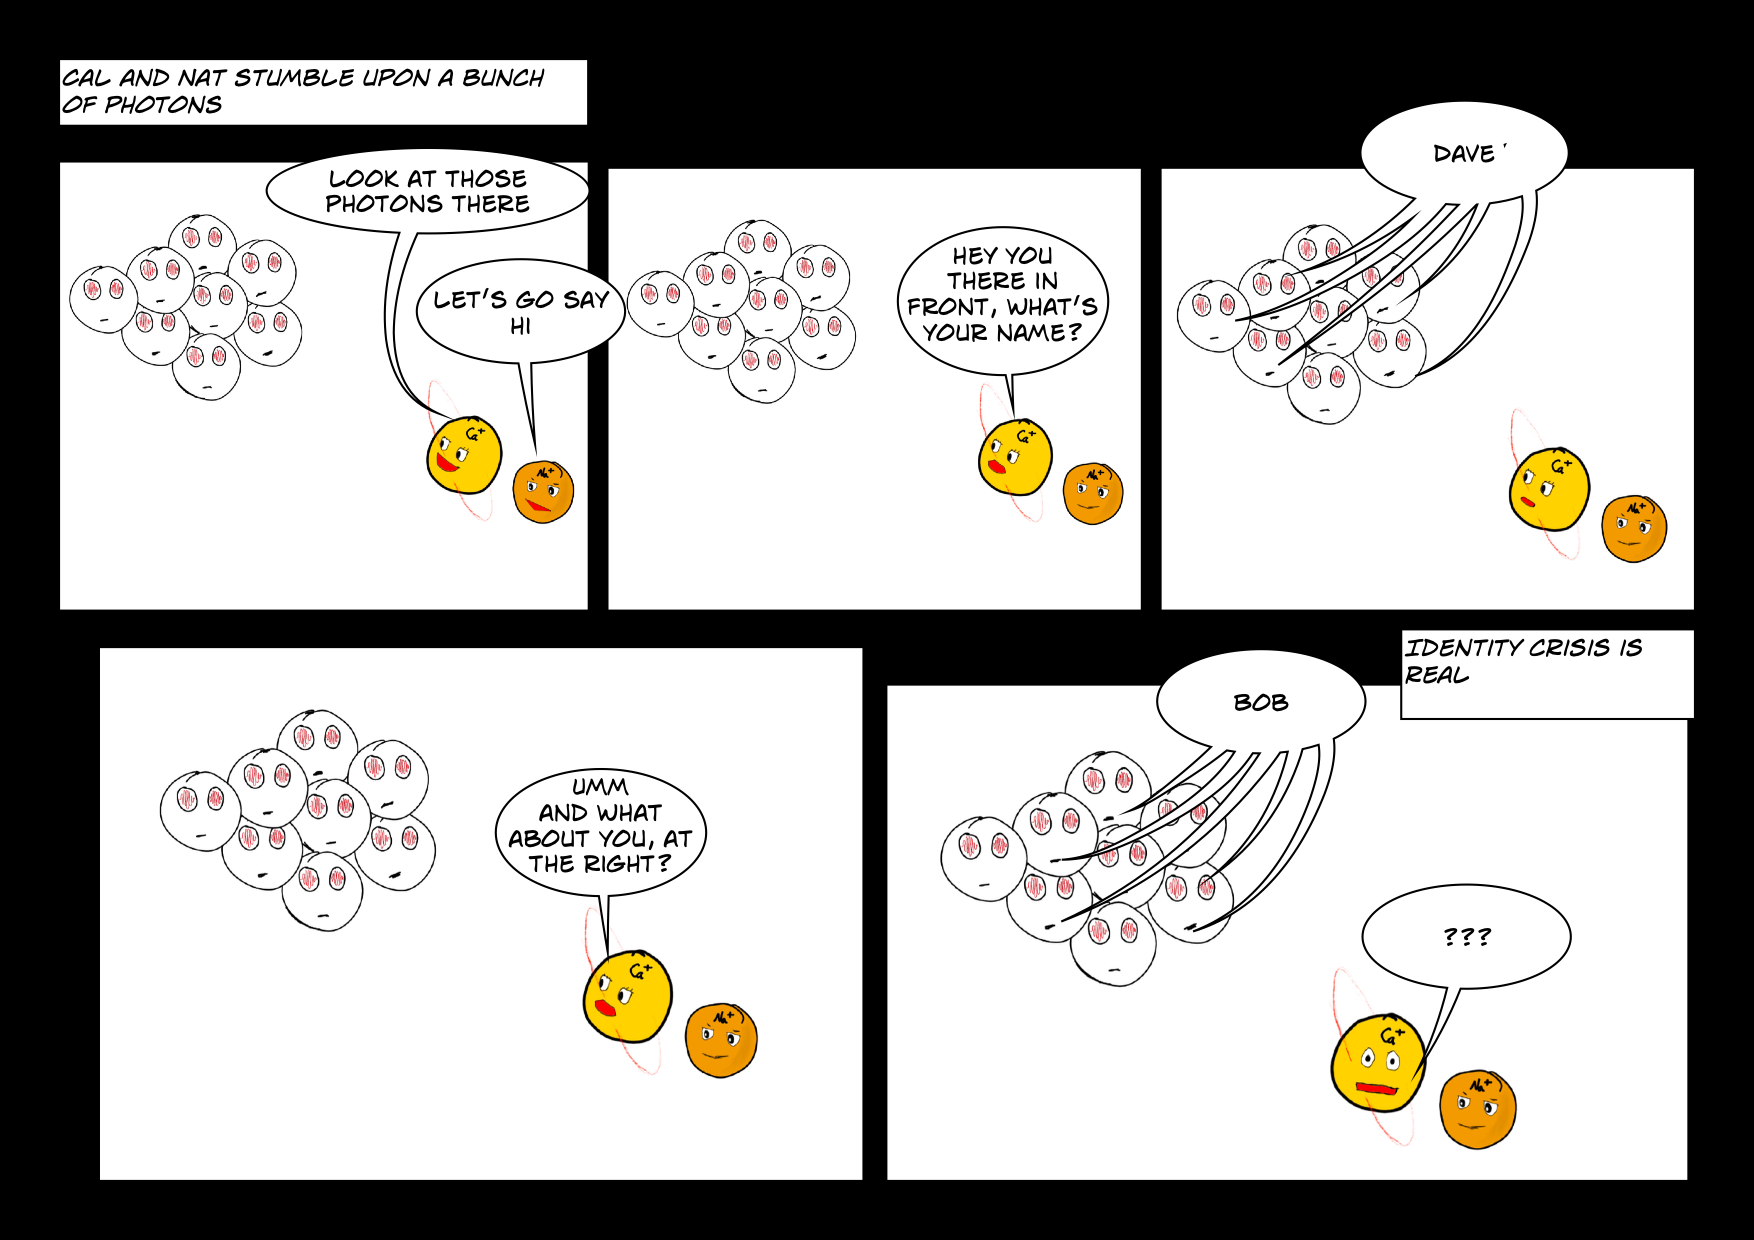 CAL AND NAT STUMBLE UPON A BUNCH
OF PHOTONS
LOOK AT THOSE
PHOTONS THERE
LET'S GO SAY
HI
Ca+
Na+
HEY YOU
THERE IN
FRONT, WHAT'S
YOUR NAME?
Ca+
Na+
DAVE
Ca+
Na+
UMM
AND WHAT
ABOUT YOU, AT
THE RIGHT?
Ca+
Na+
IDENTITY CRISIS IS
REAL
BOB
???
Ca+
Na+